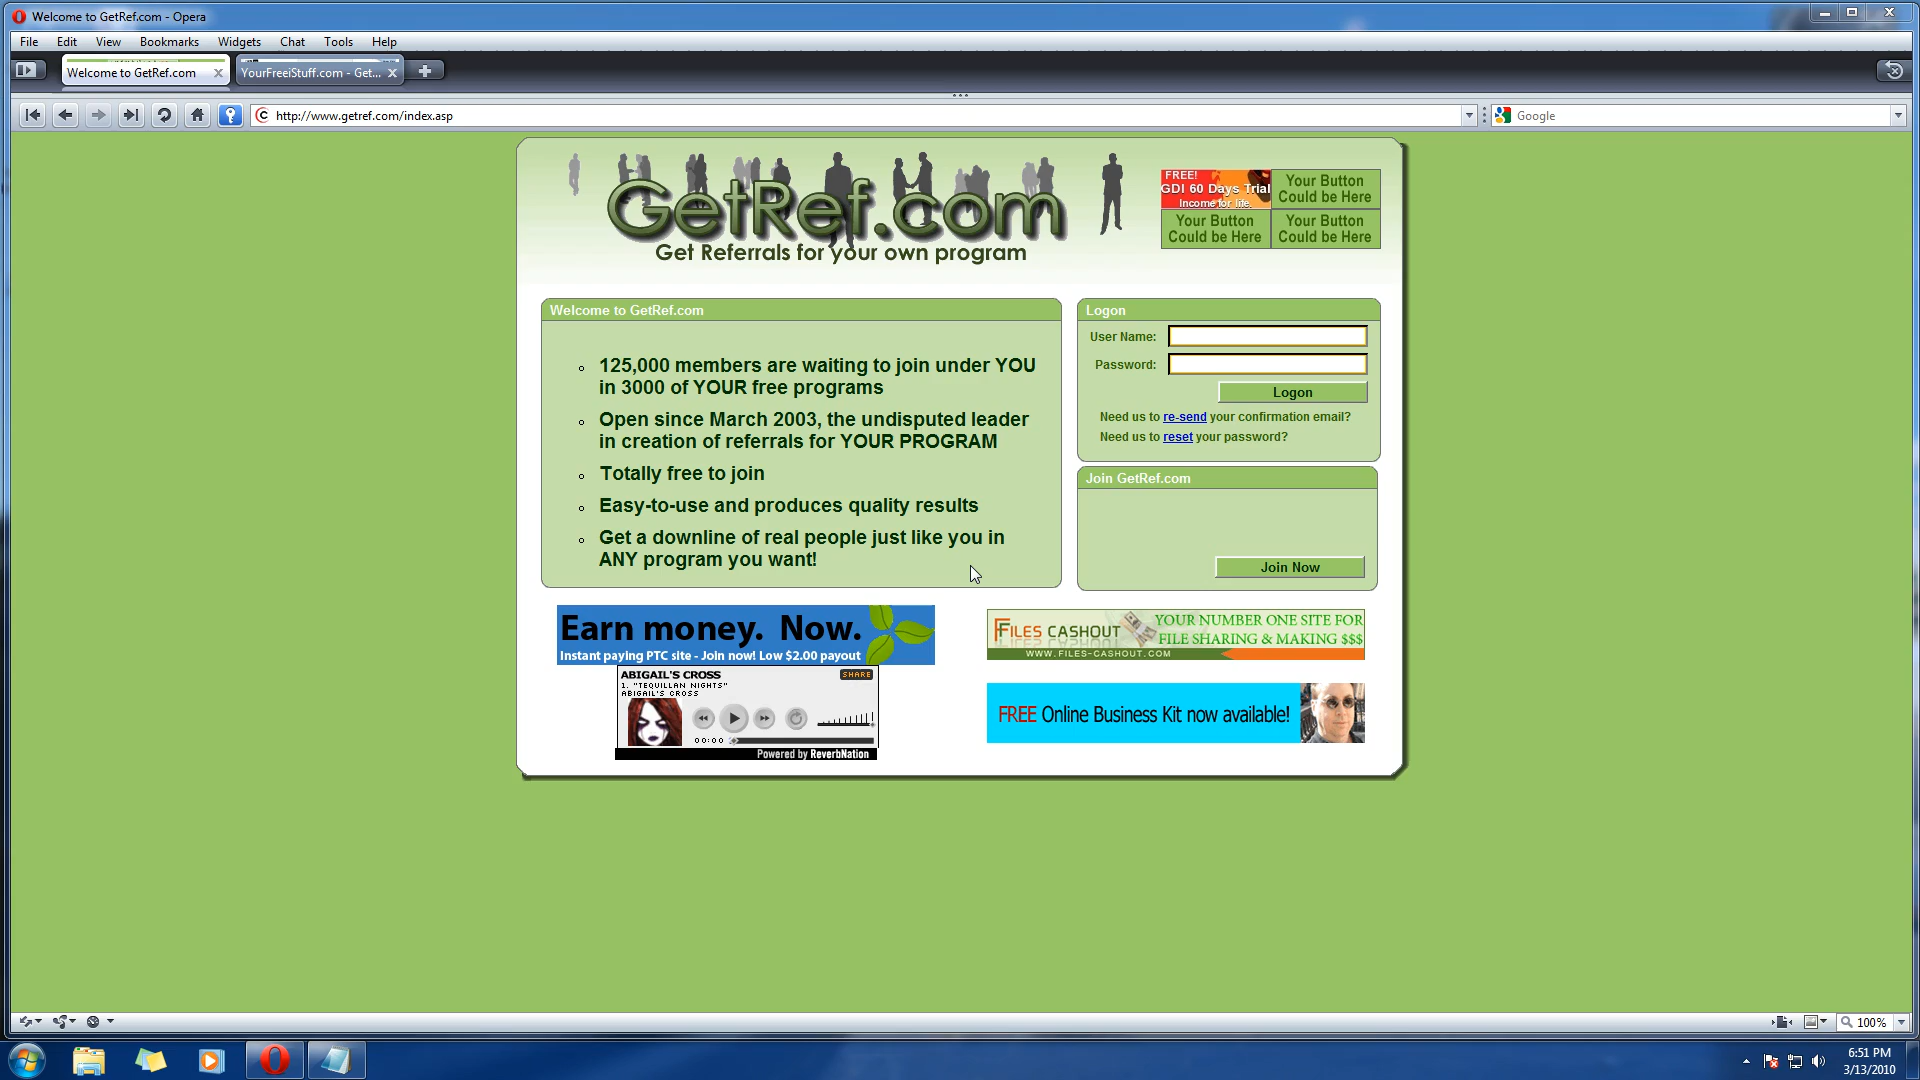 Welcome to GetRef.com - Opera
File Edit View Bookmarks Widgets Chat Tools Help
Welcome to GetRef.com
YourFreeiStuff.com - Get...
http://www.getref.com/index.asp
Google
GetRef.com
Get Referrals for your own program
FREE!
GDI 60 Days Trial
Income for life.
Your Button
Could be Here
Your Button
Could be Here
Your Button
Could be Here
Welcome to GetRef.com
125,000 members are waiting to join under YOU
in 3000 of YOUR free programs
Open since March 2003, the undisputed leader
in creation of referrals for YOUR PROGRAM
Totally free to join
Easy-to-use and produces quality results
Get a downline of real people just like you in
ANY program you want!
Logon
User Name:
Password:
Logon
Need us to re-send your confirmation email?
Need us to reset your password?
Join GetRef.com
Join Now
Earn money. Now.
Instant paying PTC site - Join now! Low $2.00 payout
ABIGAIL'S CROSS
SHARE
1. "TEQUILLAN NIGHTS"
ABIGAIL'S CROSS
00:00
Powered by ReverbNation
FILES CASHOUT
YOUR NUMBER ONE SITE FOR
FILE SHARING & MAKING $$$
WWW.FILES-CASHOUT.COM
FREE Online Business Kit now available!
100%
6:51 PM
3/13/2010